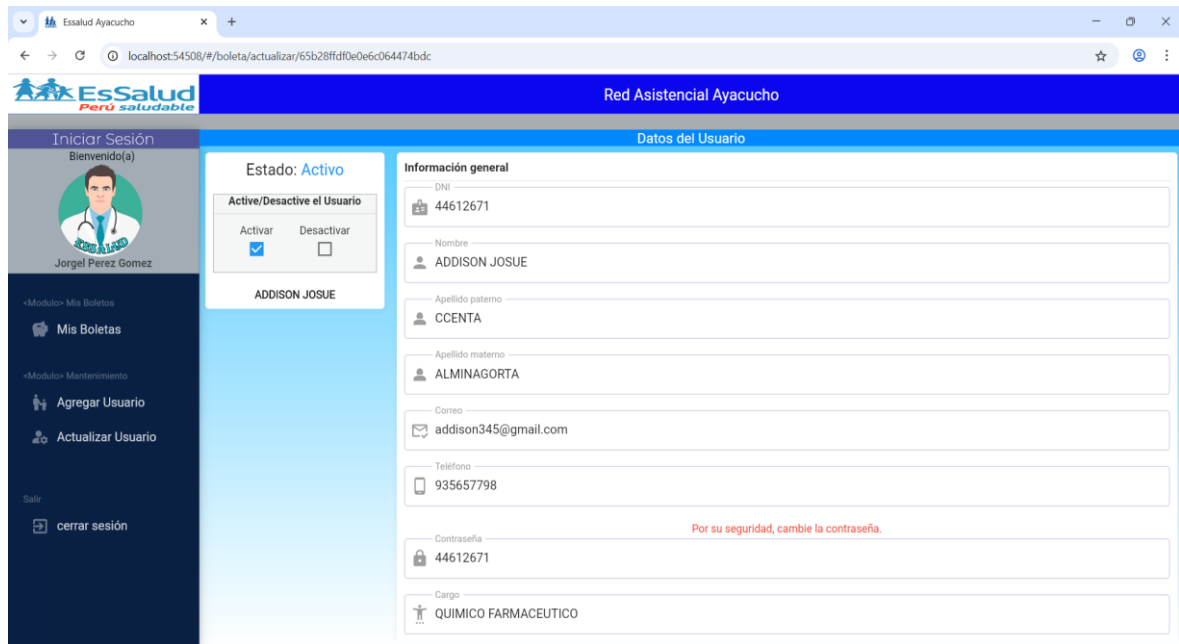 Essalud Ayacucho
localhost:54508/#/boleta/actualizar/65b28ffdf0e0e6c064474bdc
EsSalud
Perú saludable
Red Asistencial Ayacucho
Iniciar Sesión
Bienvenido(a)
ESSALUD
Jorgel Perez Gomez
<Modulo> Mis Boletos
Mis Boletas
<Modulo> Mantenimiento
Agregar Usuario
Actualizar Usuario
Salir
cerrar sesión
Datos del Usuario
Estado: Activo
Active/Desactive el Usuario
Activar Desactivar
ADDISON JOSUE
Información general
DNI
44612671
Nombre
ADDISON JOSUE
Apellido paterno
CCENTA
Apellido materno
ALMINAGORTA
Correo
addison345@gmail.com
Teléfono
935657798
Por su seguridad, cambie la contraseña.
Contraseña
44612671
Cargo
QUIMICO FARMACEUTICO